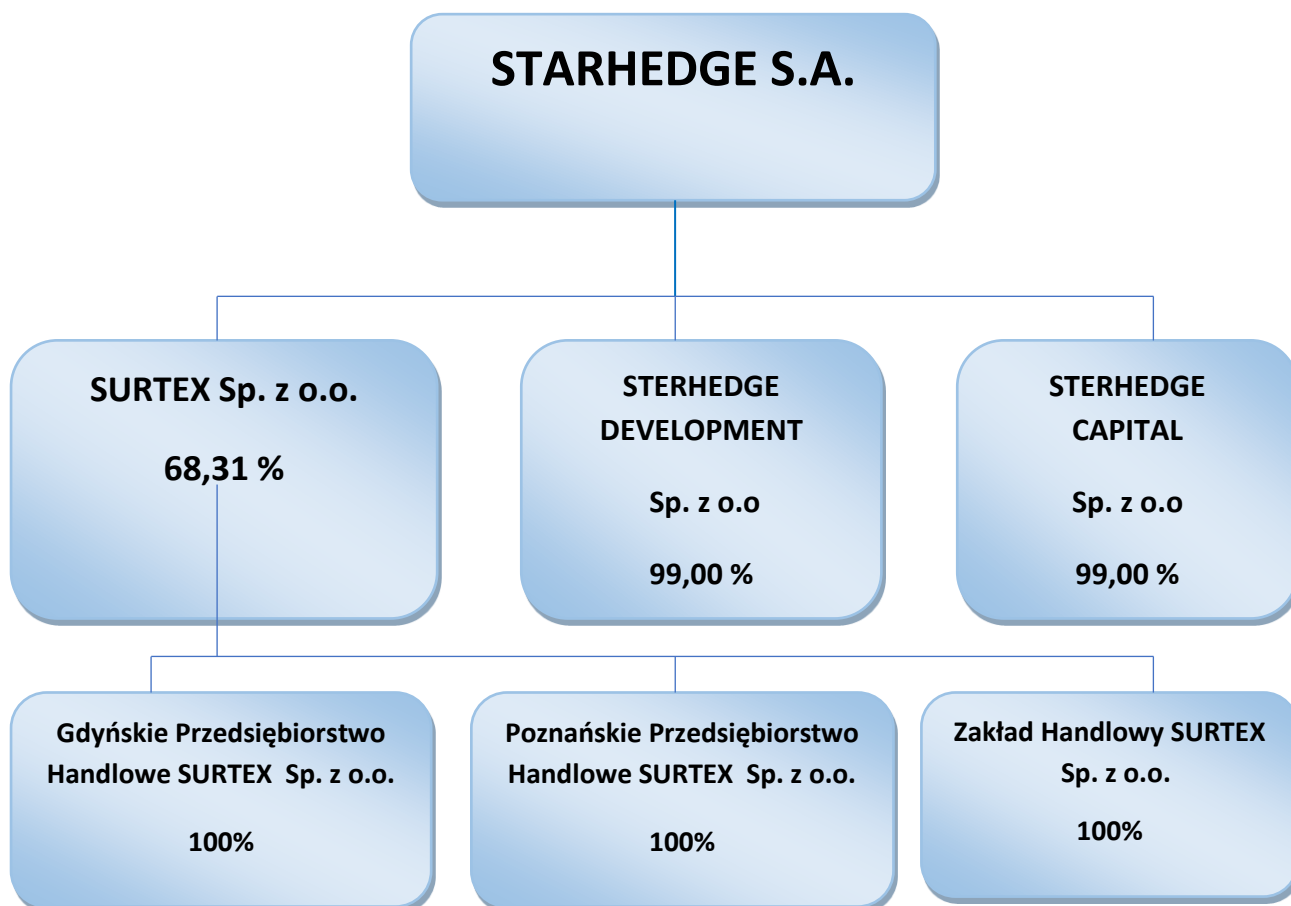 STARHEDGE S.A.
SURTEX Sp. z o.o.
68,31 %
STERHEDGE
DEVELOPMENT
Sp. z o.o
99,00 %
STERHEDGE
CAPITAL
Sp. z o.o
99,00 %
Gdyńskie Przedsiębiorstwo
Handlowe SURTEX Sp. z o.o.
100%
Poznańskie Przedsiębiorstwo
Handlowe SURTEX Sp. z o.o.
100%
Zakład Handlowy SURTEX
Sp. z o.o.
100%